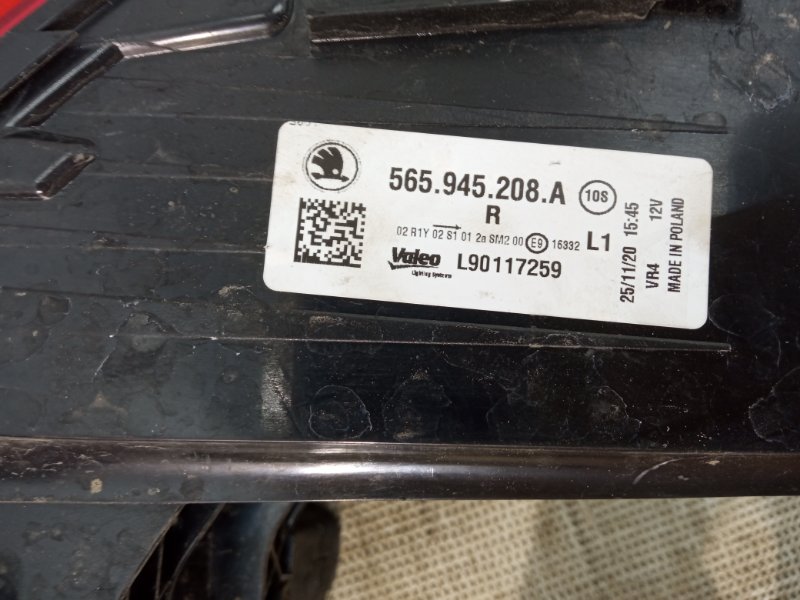 565.945.208.A 10S
R
02 R1Y 02 S1 01 2a SM2 00 E9 16332 L1
Valeo L90117259
Lighting Systems
25/11/20 15:45
VR4 12V
MADE IN POLAND